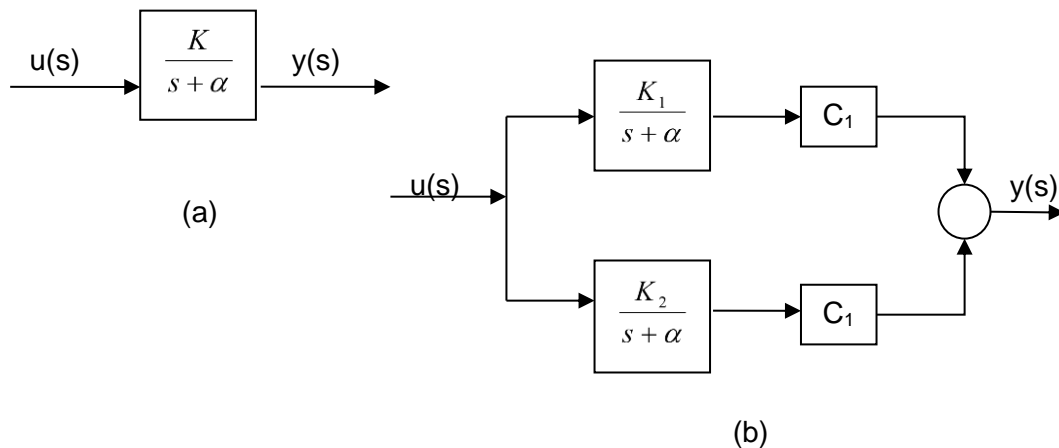 u(s)
K
s + α
y(s)
(a)
u(s)
K₁
s + α
C₁
K₂
s + α
C₁
y(s)
(b)